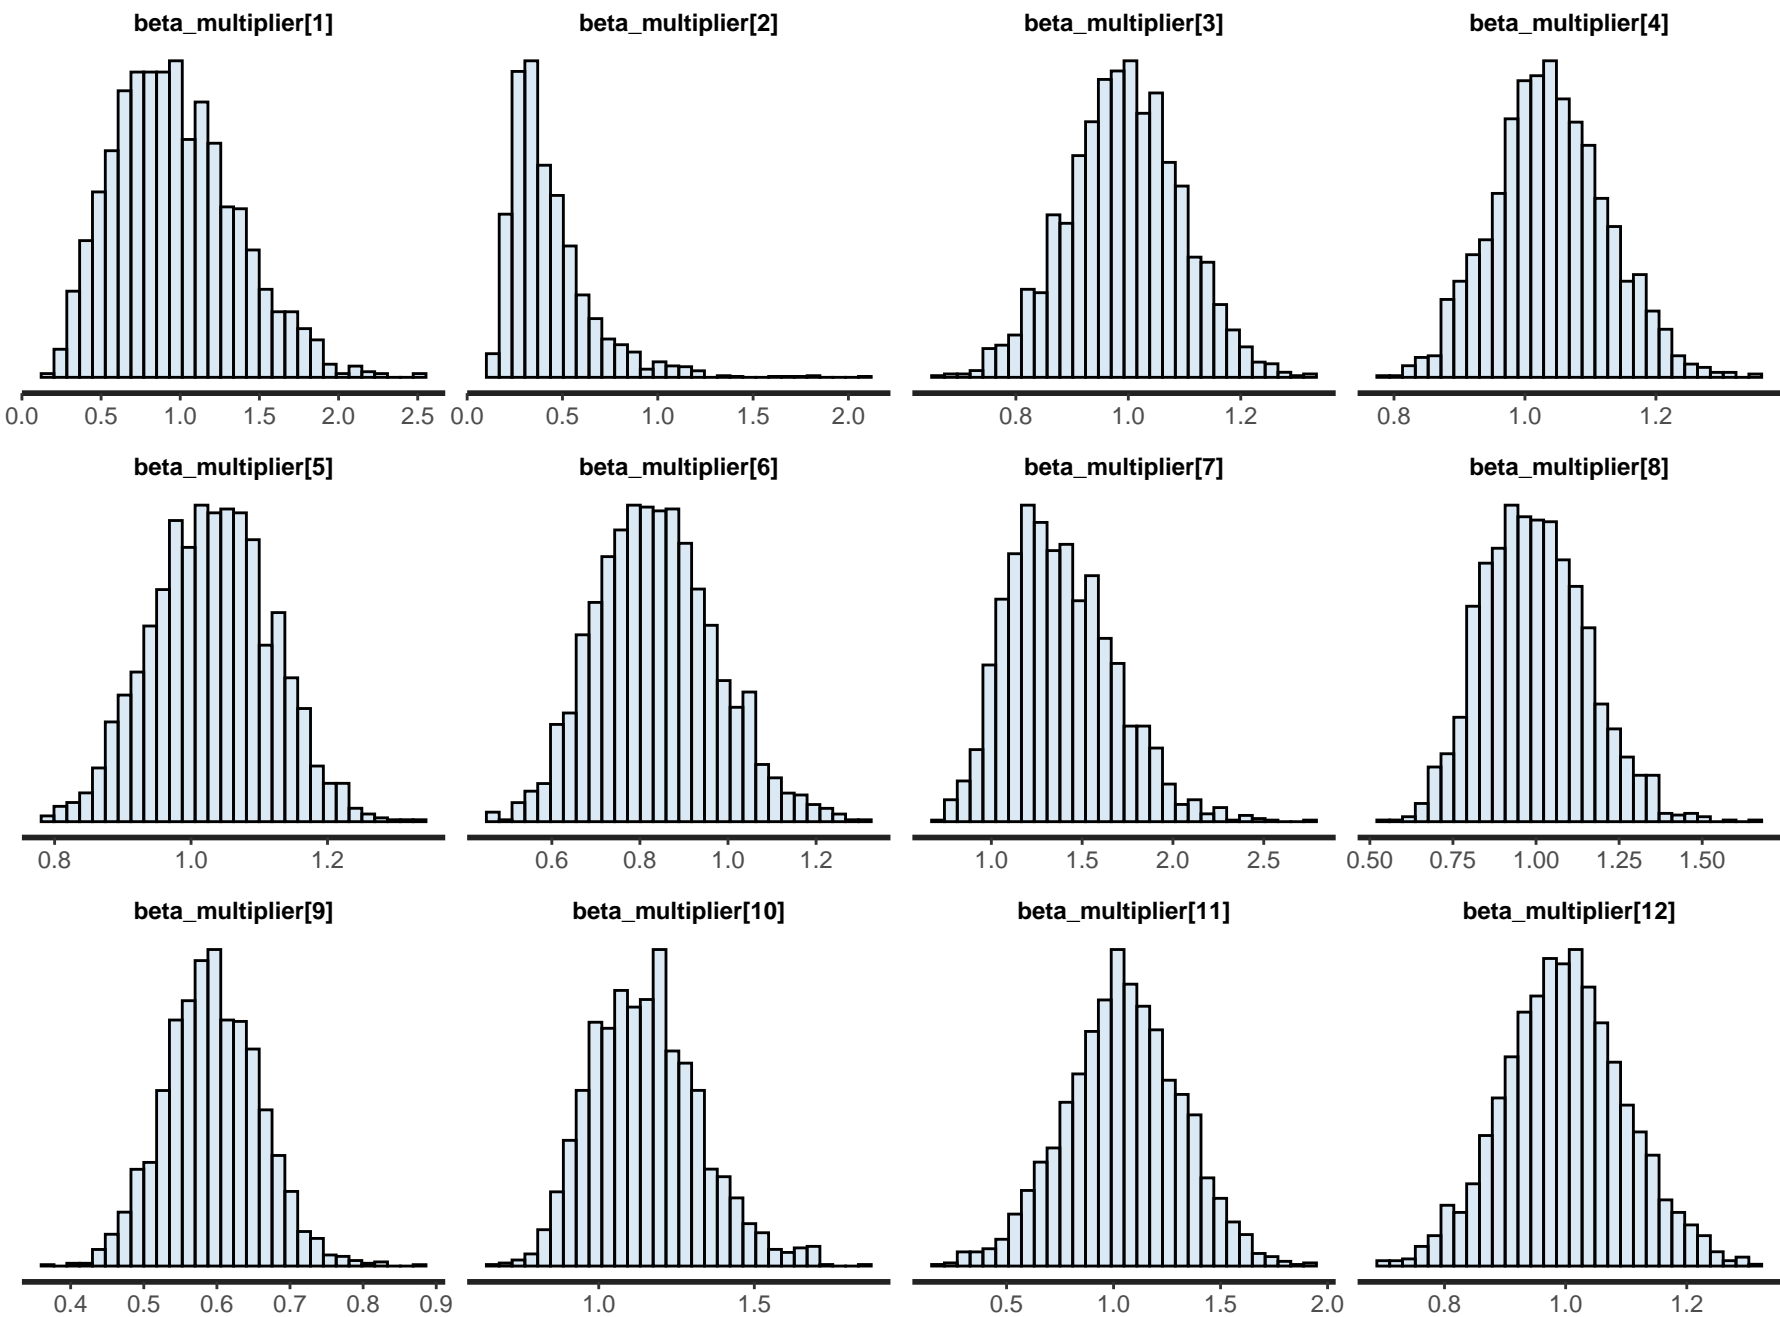 beta_multiplier[1] beta_multiplier[2] beta_multiplier[3] beta_multiplier[4]
0.0 0.5 1.0 1.5 2.0 2.5 0.0 0.5 1.0 1.5 2.0 0.8 1.0 1.2 0.8 1.0 1.2
beta_multiplier[5] beta_multiplier[6] beta_multiplier[7] beta_multiplier[8]
0.8 1.0 1.2 0.6 0.8 1.0 1.2 1.0 1.5 2.0 2.5 0.50 0.75 1.00 1.25 1.50
beta_multiplier[9] beta_multiplier[10] beta_multiplier[11] beta_multiplier[12]
0.4 0.5 0.6 0.7 0.8 0.9 1.0 1.5 0.5 1.0 1.5 2.0 0.8 1.0 1.2